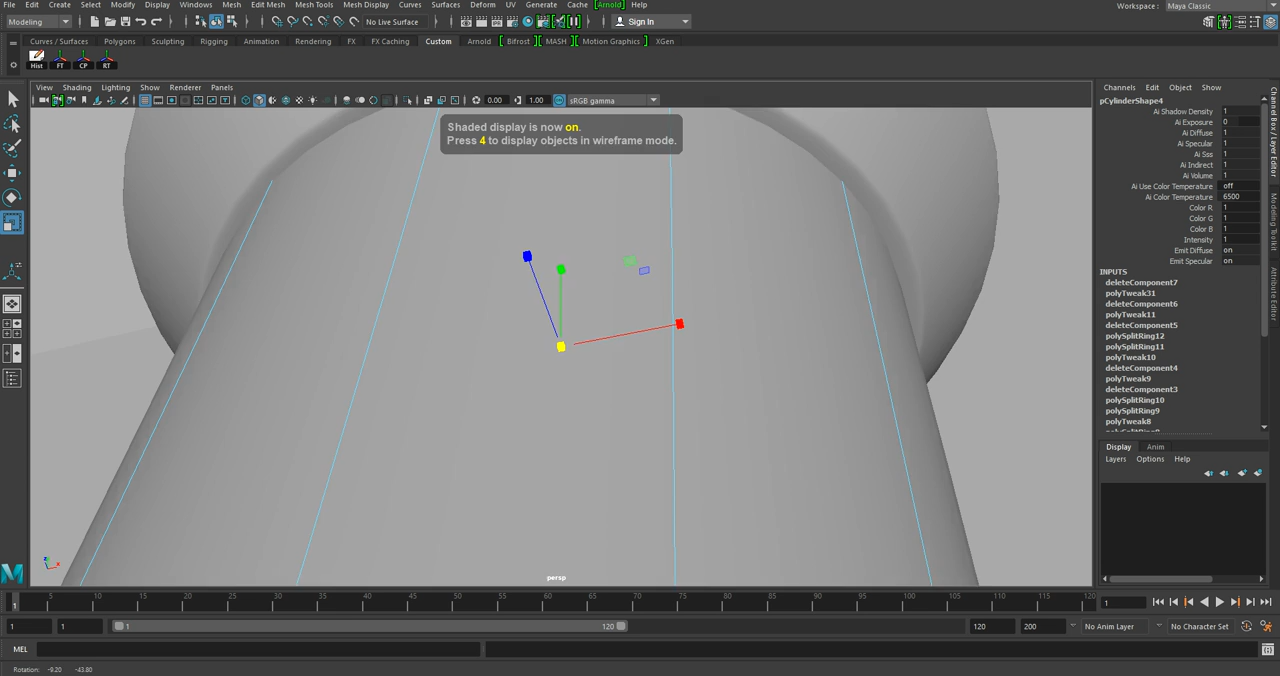 File Edit Create Select Modify Display Windows Mesh Edit Mesh Mesh Tools Mesh Display Curves Surfaces Deform UV Generate Cache [Arnold] Help
Workspace : Maya Classic
Modeling
No Live Surface
Sign In
Curves / Surfaces Polygons Sculpting Rigging Animation Rendering FX FX Caching Custom Arnold Bifrost MASH Motion Graphics XGen
Hist FT CP RT
View Shading Lighting Show Renderer Panels
0.00 1.00 sRGB gamma
Shaded display is now on.
Press 4 to display objects in wireframe mode.
persp
Channels Edit Object Show
pCylinderShape4
Ai Shadow Density 1
Ai Exposure 0
Ai Diffuse 1
Ai Specular 1
Ai Sss 1
Ai Indirect 1
Ai Volume 1
Ai Use Color Temperature off
Ai Color Temperature 6500
Color R 1
Color G 1
Color B 1
Intensity 1
Emit Diffuse on
Emit Specular on
INPUTS
deleteComponent7
polyTweak31
deleteComponent6
polyTweak11
deleteComponent5
polySplitRing12
polySplitRing11
polyTweak10
deleteComponent4
polyTweak9
deleteComponent3
polySplitRing10
polySplitRing9
polyTweak8
Display Anim
Layers Options Help
Channel Box / Layer Editor
Modeling Toolkit
Attribute Editor
1 5 10 15 20 25 30 35 40 45 50 55 60 65 70 75 80 85 90 95 100 105 110 115 120
1
1 1 1 120 120 200 No Anim Layer No Character Set
MEL
Rotation: -9.20 -43.80